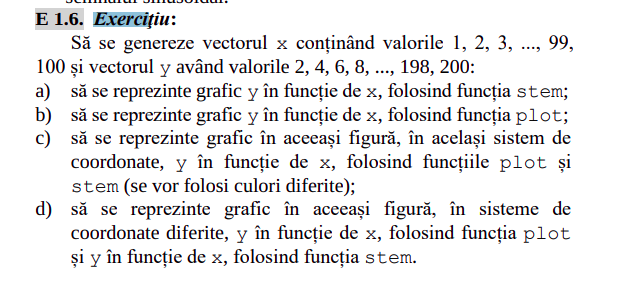 E 1.6. Exerciţiu:
Să se genereze vectorul x conținând valorile 1, 2, 3, ..., 99,
100 și vectorul y având valorile 2, 4, 6, 8, ..., 198, 200:
a) să se reprezinte grafic y în funcție de x, folosind funcția stem;
b) să se reprezinte grafic y în funcție de x, folosind funcția plot;
c) să se reprezinte grafic în aceeași figură, în același sistem de
coordonate, y în funcție de x, folosind funcțiile plot și
stem (se vor folosi culori diferite);
d) să se reprezinte grafic în aceeași figură, în sisteme de
coordonate diferite, y în funcție de x, folosind funcția plot
și y în funcție de x, folosind funcția stem.